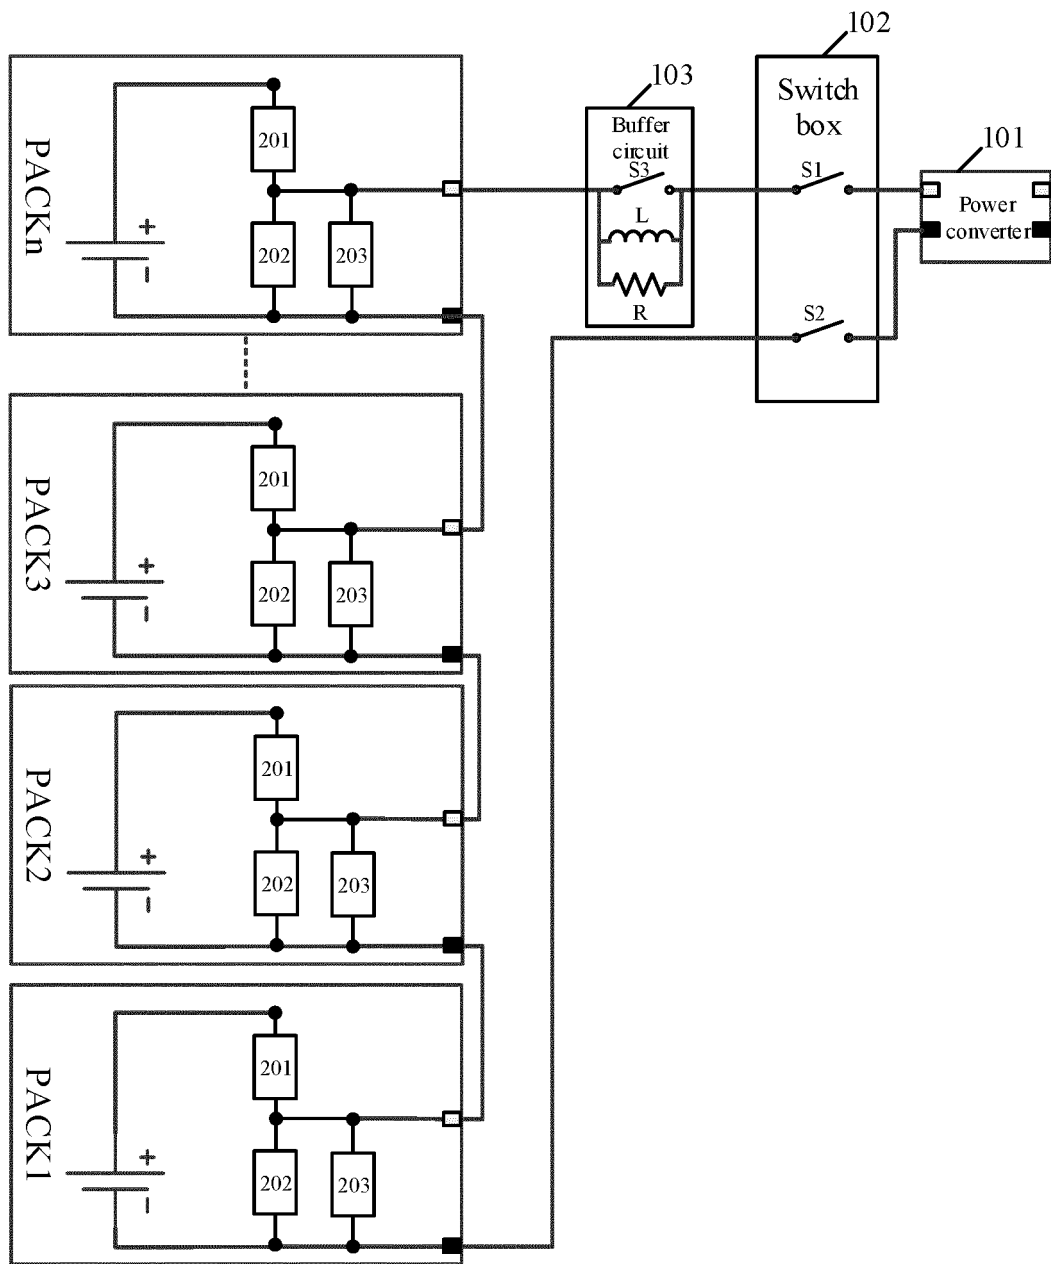 102
103
Switch
box
101
Buffer
circuit
S3
S1
L
R
S2
Power
converter
PACKn
+
201
202
203
PACK3
+
201
202
203
PACK2
+
201
202
203
PACK1
+
201
202
203